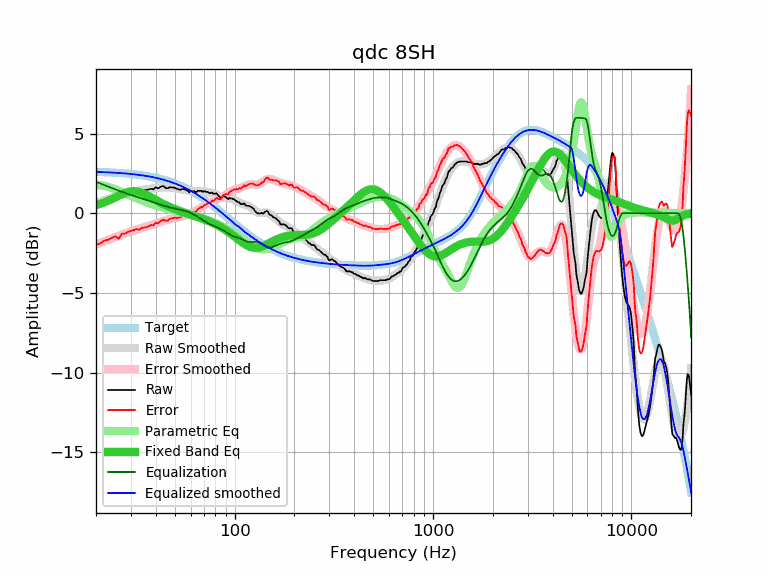 qdc 8SH
5
0
−5
−10
−15
Amplitude (dBr)
Target
Raw Smoothed
Error Smoothed
Raw
Error
Parametric Eq
Fixed Band Eq
Equalization
Equalized smoothed
100
1000
10000
Frequency (Hz)